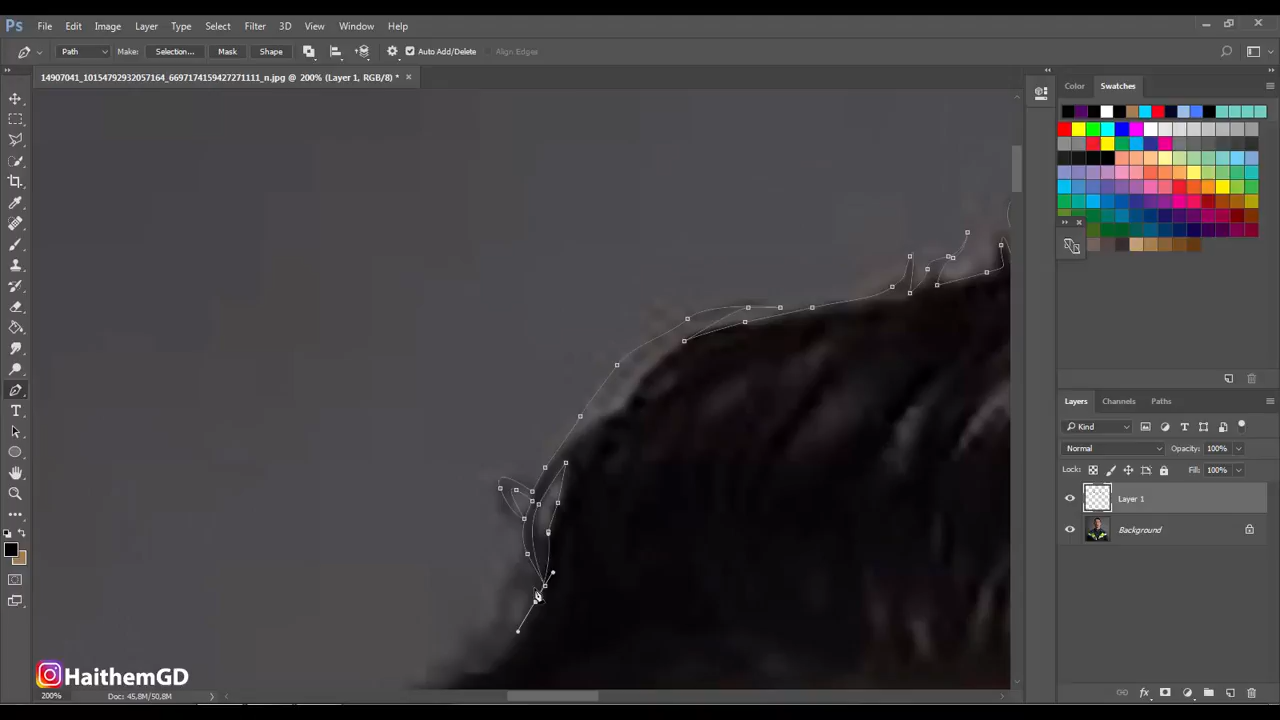 Ps File Edit Image Layer Type Select Filter 3D View Window Help
Path Make: Selection... Mask Shape Auto Add/Delete Align Edges
14907041_10154792932057164_6697174159427271111_n.jpg @ 200% (Layer 1, RGB/8) *
Color Swatches
Layers Channels Paths
Kind
Normal Opacity: 100%
Lock: Fill: 100%
Layer 1
Background
HaithemGD
200% Doc: 45,8M/50,8M